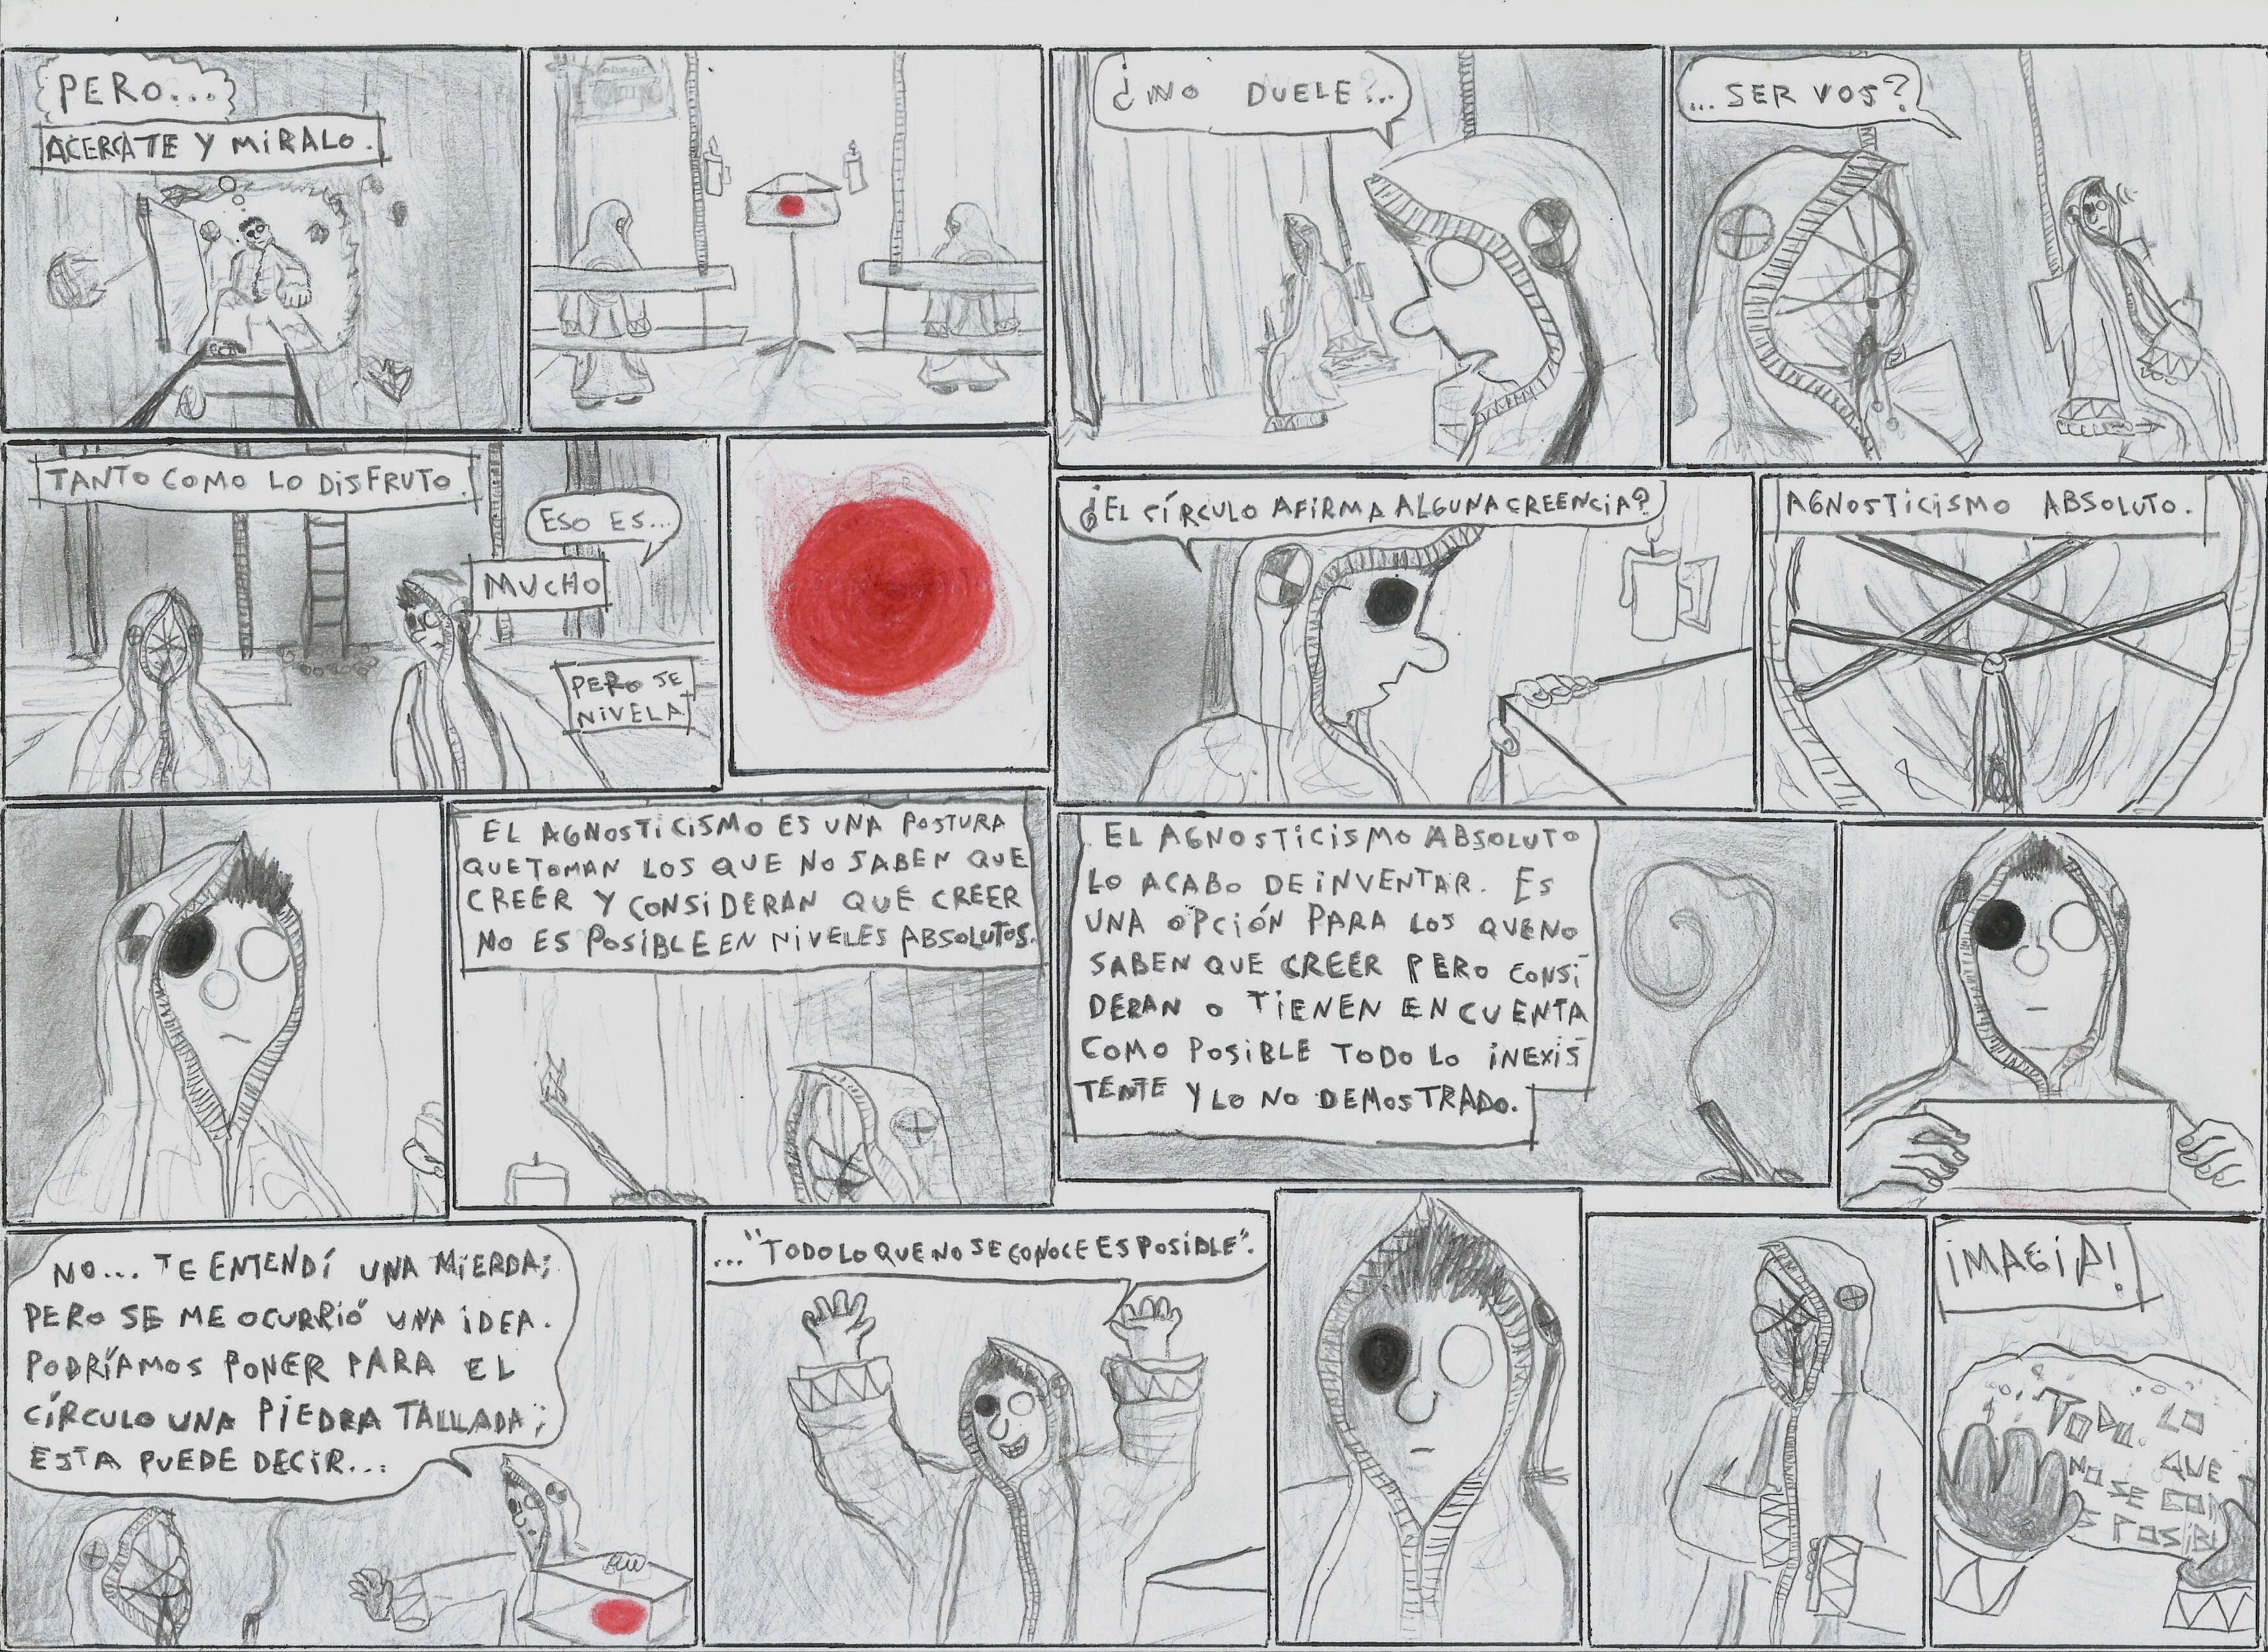 PERO...
ACERCATE Y MIRALO.
¿NO DUELE?..
...SER VOS?
TANTO COMO LO DISFRUTO.
ESO ES...
MUCHO
PERO SE
NIVELA
¿EL CÍRCULO AFIRMA ALGUNA CREENCIA?
AGNOSTICISMO ABSOLUTO.
EL AGNOSTICISMO ES UNA POSTURA
QUE TOMAN LOS QUE NO SABEN QUE
CREER Y CONSIDERAN QUE CREER
NO ES POSIBLE EN NIVELES ABSOLUTOS.
EL AGNOSTICISMO ABSOLUTO
LO ACABO DE INVENTAR. ES
UNA OPCIÓN PARA LOS QUE NO
SABEN QUE CREER PERO CONSI
DERAN O TIENEN EN CUENTA
COMO POSIBLE TODO LO INEXIS
TENTE Y LO NO DEMOSTRADO.
NO... TE ENTENDÍ UNA MIERDA;
PERO SE ME OCURRIÓ UNA IDEA.
PODRÍAMOS PONER PARA EL
CÍRCULO UNA PIEDRA TALLADA;
ESTA PUEDE DECIR...
..."TODO LO QUE NO SE CONOCE ES POSIBLE".
¡MAGIA!
TODO LO
QUE
NO SE CO
S POSIBL